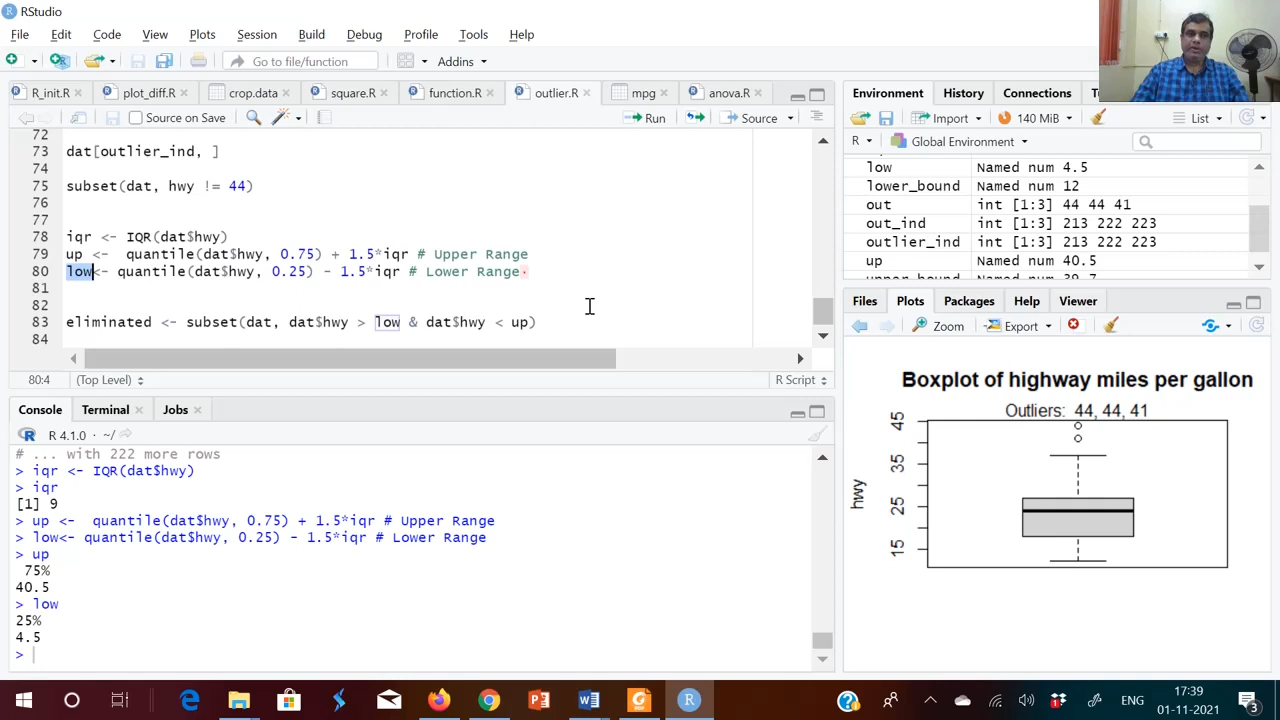 RStudio
File Edit Code View Plots Session Build Debug Profile Tools Help
Go to file/function Addins
R_init.R plot_diff.R crop.data square.R function.R outlier.R mpg anova.R
Source on Save Run Source
72
73 dat[outlier_ind, ]
74
75 subset(dat, hwy != 44)
76
77
78 iqr <- IQR(dat$hwy)
79 up <-  quantile(dat$hwy, 0.75) + 1.5*iqr # Upper Range
80 low<- quantile(dat$hwy, 0.25) - 1.5*iqr # Lower Range
81
82
83 eliminated <- subset(dat, dat$hwy > low & dat$hwy < up)
84
80:4 (Top Level) R Script
Console Terminal Jobs
R 4.1.0 · ~/
# ... with 222 more rows
> iqr <- IQR(dat$hwy)
> iqr
[1] 9
> up <-  quantile(dat$hwy, 0.75) + 1.5*iqr # Upper Range
> low<- quantile(dat$hwy, 0.25) - 1.5*iqr # Lower Range
> up
75%
40.5
> low
25%
4.5
>
Environment History Connections
Import 140 MiB List
R Global Environment
low Named num 4.5
lower_bound Named num 12
out int [1:3] 44 44 41
out_ind int [1:3] 213 222 223
outlier_ind int [1:3] 213 222 223
up Named num 40.5
upper_bound Named num 39.7
Files Plots Packages Help Viewer
Zoom Export
Boxplot of highway miles per gallon
Outliers: 44, 44, 41
hwy
45
35
25
15
ENG
17:39
01-11-2021
3